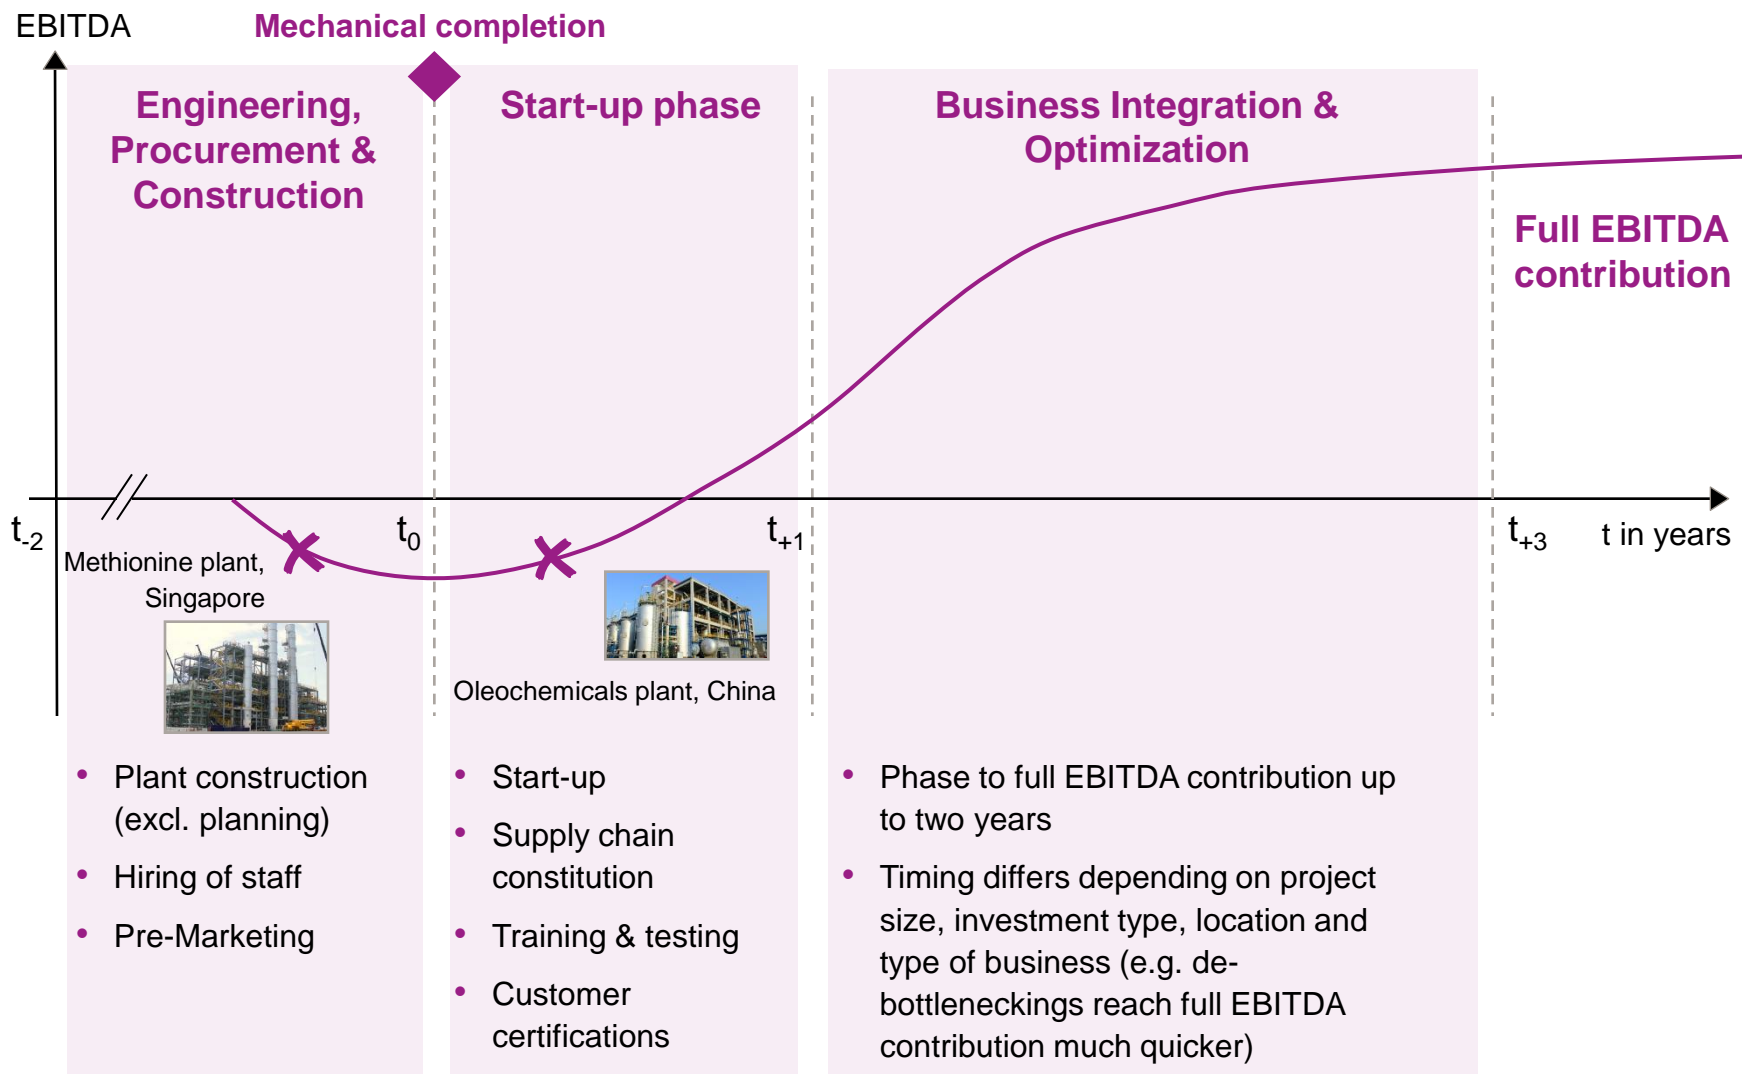 EBITDA
Mechanical completion
Engineering,
Procurement &
Construction
Start-up phase
Business Integration &
Optimization
Full EBITDA
contribution
t-2
t0
t+1
t+3
t in years
Methionine plant,
Singapore
Oleochemicals plant, China
• Plant construction
(excl. planning)
• Hiring of staff
• Pre-Marketing
• Start-up
• Supply chain
constitution
• Training & testing
• Customer
certifications
• Phase to full EBITDA contribution up
to two years
• Timing differs depending on project
size, investment type, location and
type of business (e.g. de-
bottleneckings reach full EBITDA
contribution much quicker)